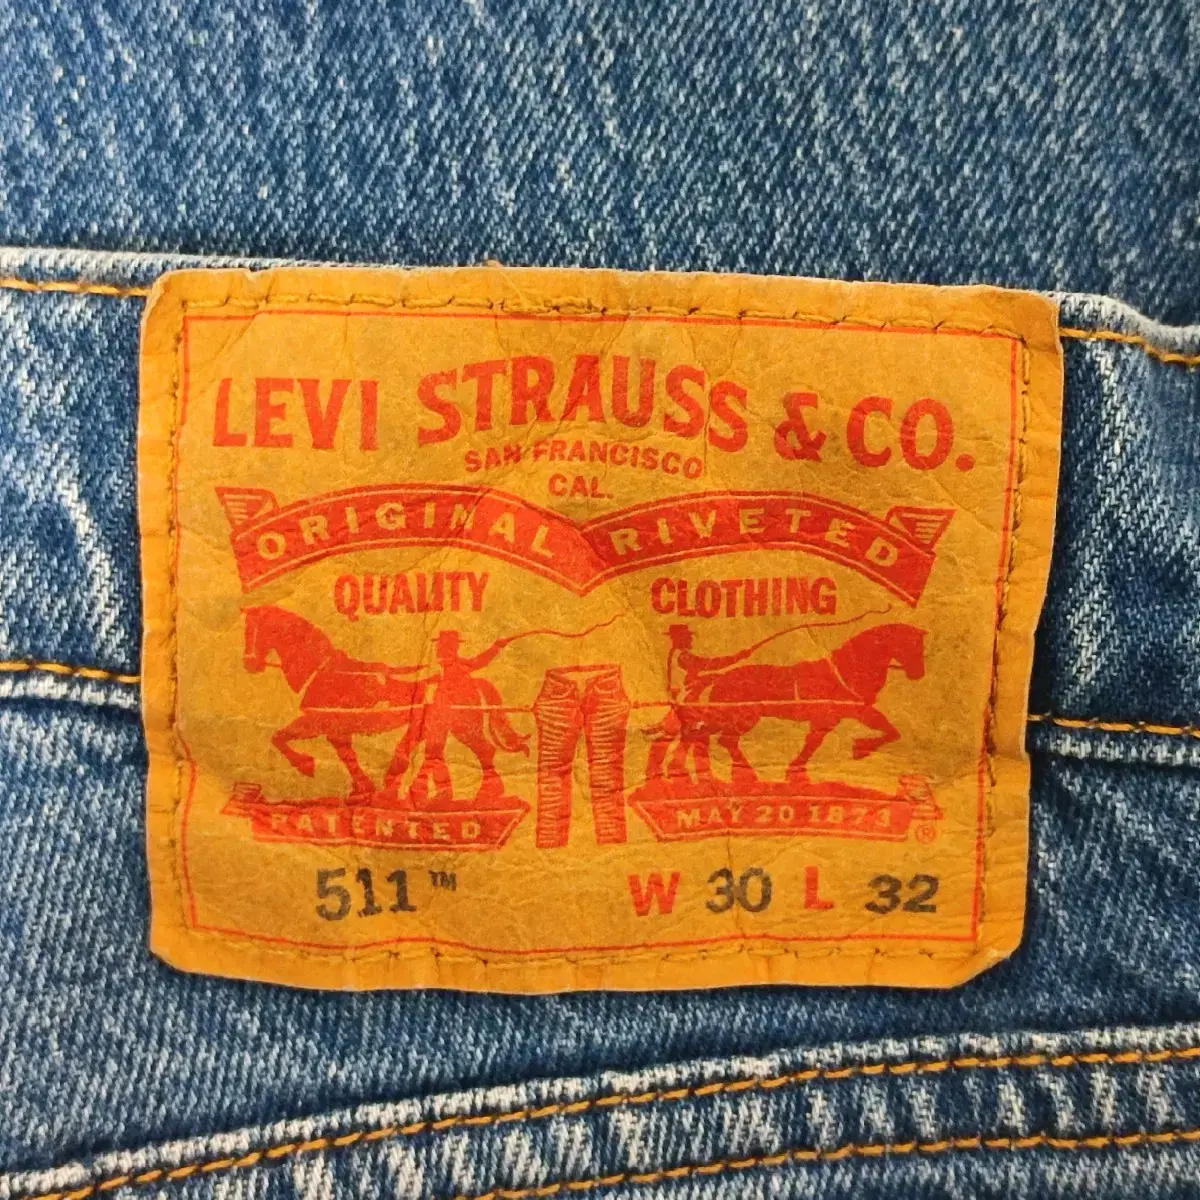 LEVI STRAUSS & CO.
SAN FRANCISCO
CAL.
ORIGINAL RIVETED
QUALITY CLOTHING
PATENTED MAY 20 1873
®
511™ W 30 L 32